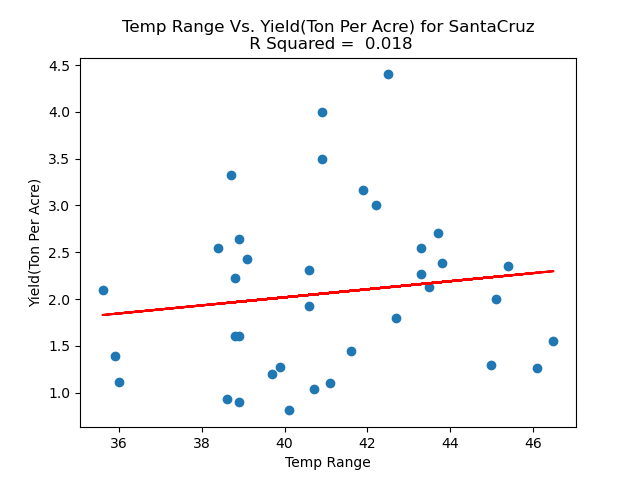 Temp Range Vs. Yield(Ton Per Acre) for SantaCruz
R Squared =  0.018
4.5
4.0
3.5
3.0
2.5
2.0
1.5
1.0
Yield(Ton Per Acre)
36 38 40 42 44 46
Temp Range